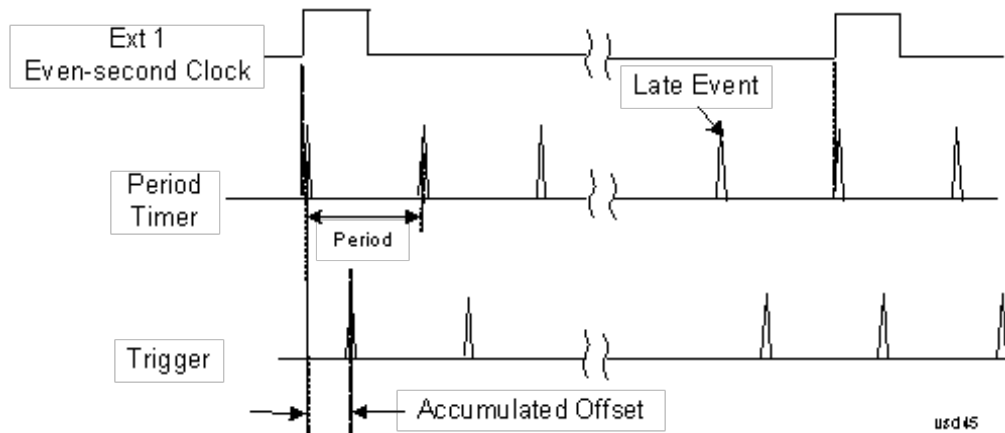 Ext 1
Even-second Clock
Late Event
Period
Timer
Period
Trigger
Accumulated Offset
usd45